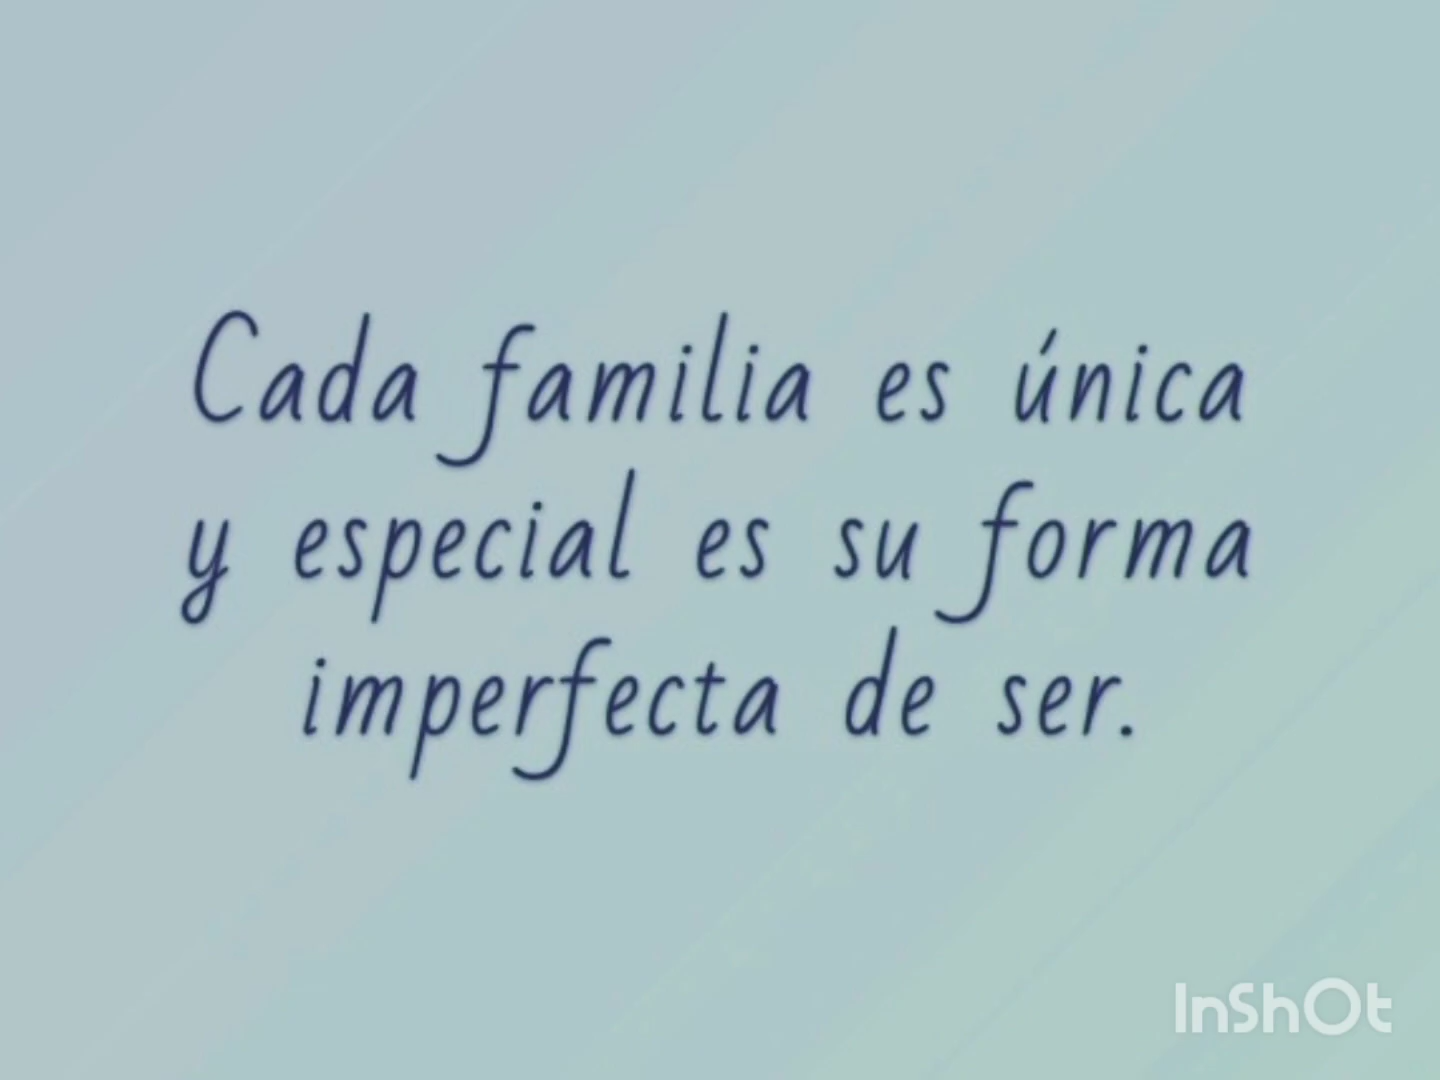 Cada familia es única
y especial es su forma
imperfecta de ser.
InShOt